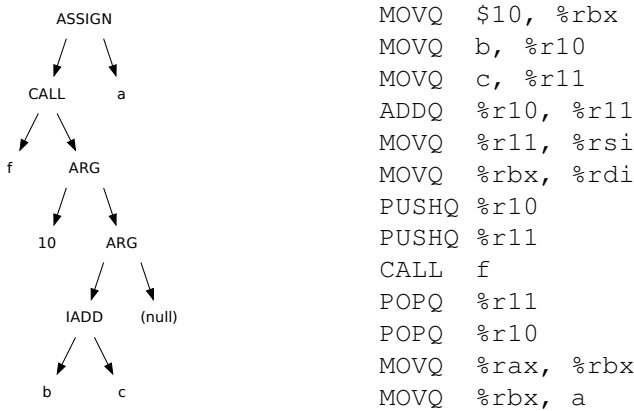 ASSIGN
CALL a
f ARG
10 ARG
IADD (null)
b c
MOVQ $10, %rbx
MOVQ b, %r10
MOVQ c, %r11
ADDQ %r10, %r11
MOVQ %r11, %rsi
MOVQ %rbx, %rdi
PUSHQ %r10
PUSHQ %r11
CALL f
POPQ %r11
POPQ %r10
MOVQ %rax, %rbx
MOVQ %rbx, a